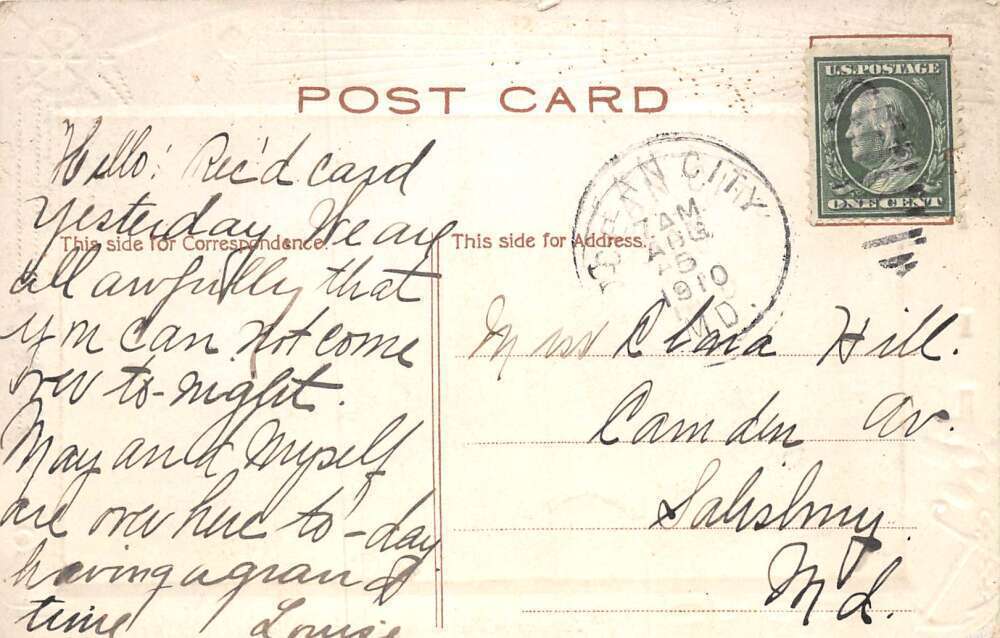 POST CARD
U.S. POSTAGE
ONE CENT
OCEAN CITY
7 AM
AUG
1910
MD.
This side for Correspondence.
This side for Address.
Hello! Rec'd card
yesterday. We are
all awfully that
you can not come
over to-night.
May and Myself
are over here to-day
having a grand
time Louise
Miss Hill.
Camden Av.
Salisbury
Md.